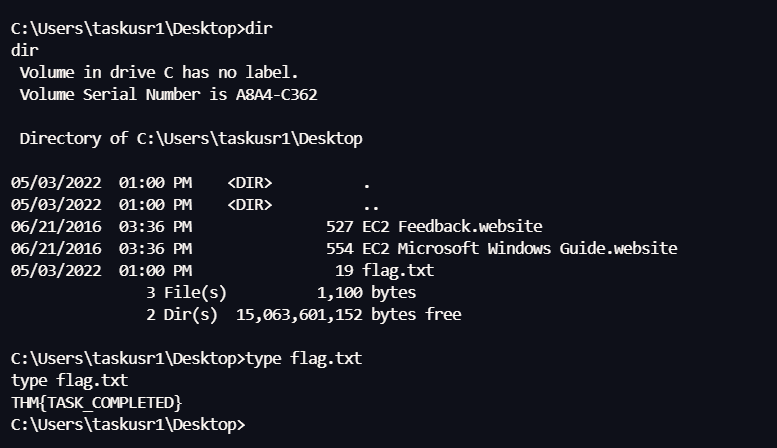 C:\Users\taskusr1\Desktop>dir
dir
 Volume in drive C has no label.
 Volume Serial Number is A8A4-C362

 Directory of C:\Users\taskusr1\Desktop

05/03/2022  01:00 PM    <DIR>          .
05/03/2022  01:00 PM    <DIR>          ..
06/21/2016  03:36 PM               527 EC2 Feedback.website
06/21/2016  03:36 PM               554 EC2 Microsoft Windows Guide.website
05/03/2022  01:00 PM                19 flag.txt
               3 File(s)          1,100 bytes
               2 Dir(s)  15,063,601,152 bytes free

C:\Users\taskusr1\Desktop>type flag.txt
type flag.txt
THM{TASK_COMPLETED}
C:\Users\taskusr1\Desktop>